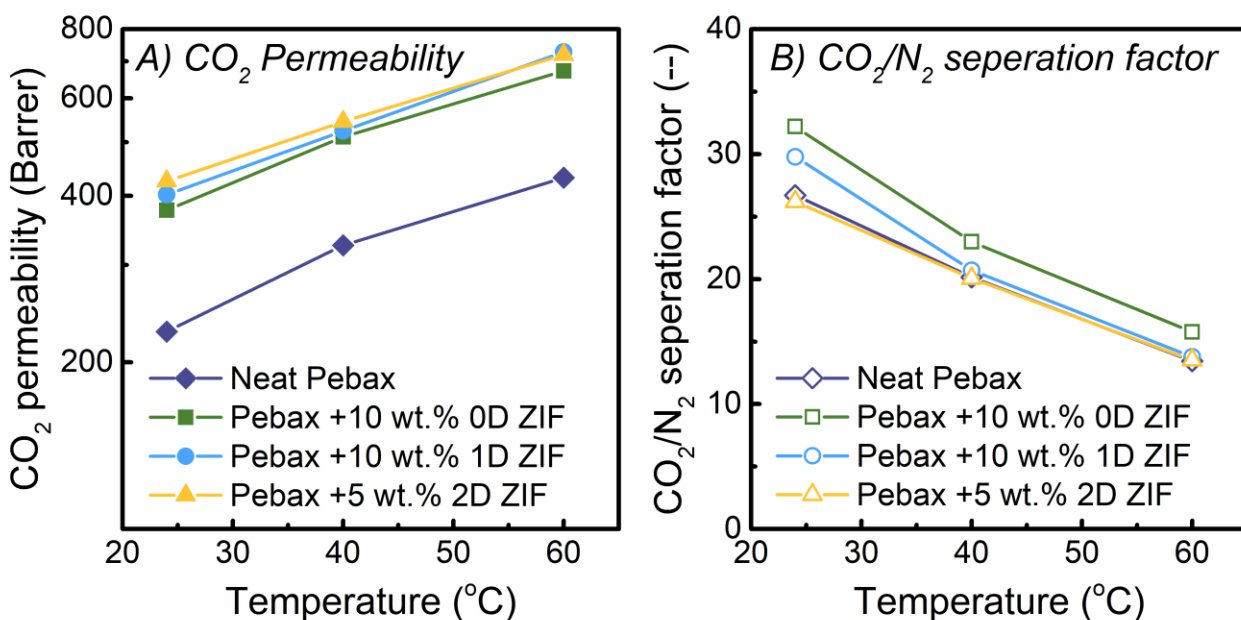 A) CO₂ Permeability
CO₂ permeability (Barrer)
800
600
400
200
Neat Pebax
Pebax +10 wt.% 0D ZIF
Pebax +10 wt.% 1D ZIF
Pebax +5 wt.% 2D ZIF
20 30 40 50 60
Temperature (°C)
B) CO₂/N₂ seperation factor
CO₂/N₂ seperation factor (--)
40
30
20
10
0
Neat Pebax
Pebax +10 wt.% 0D ZIF
Pebax +10 wt.% 1D ZIF
Pebax +5 wt.% 2D ZIF
20 30 40 50 60
Temperature (°C)